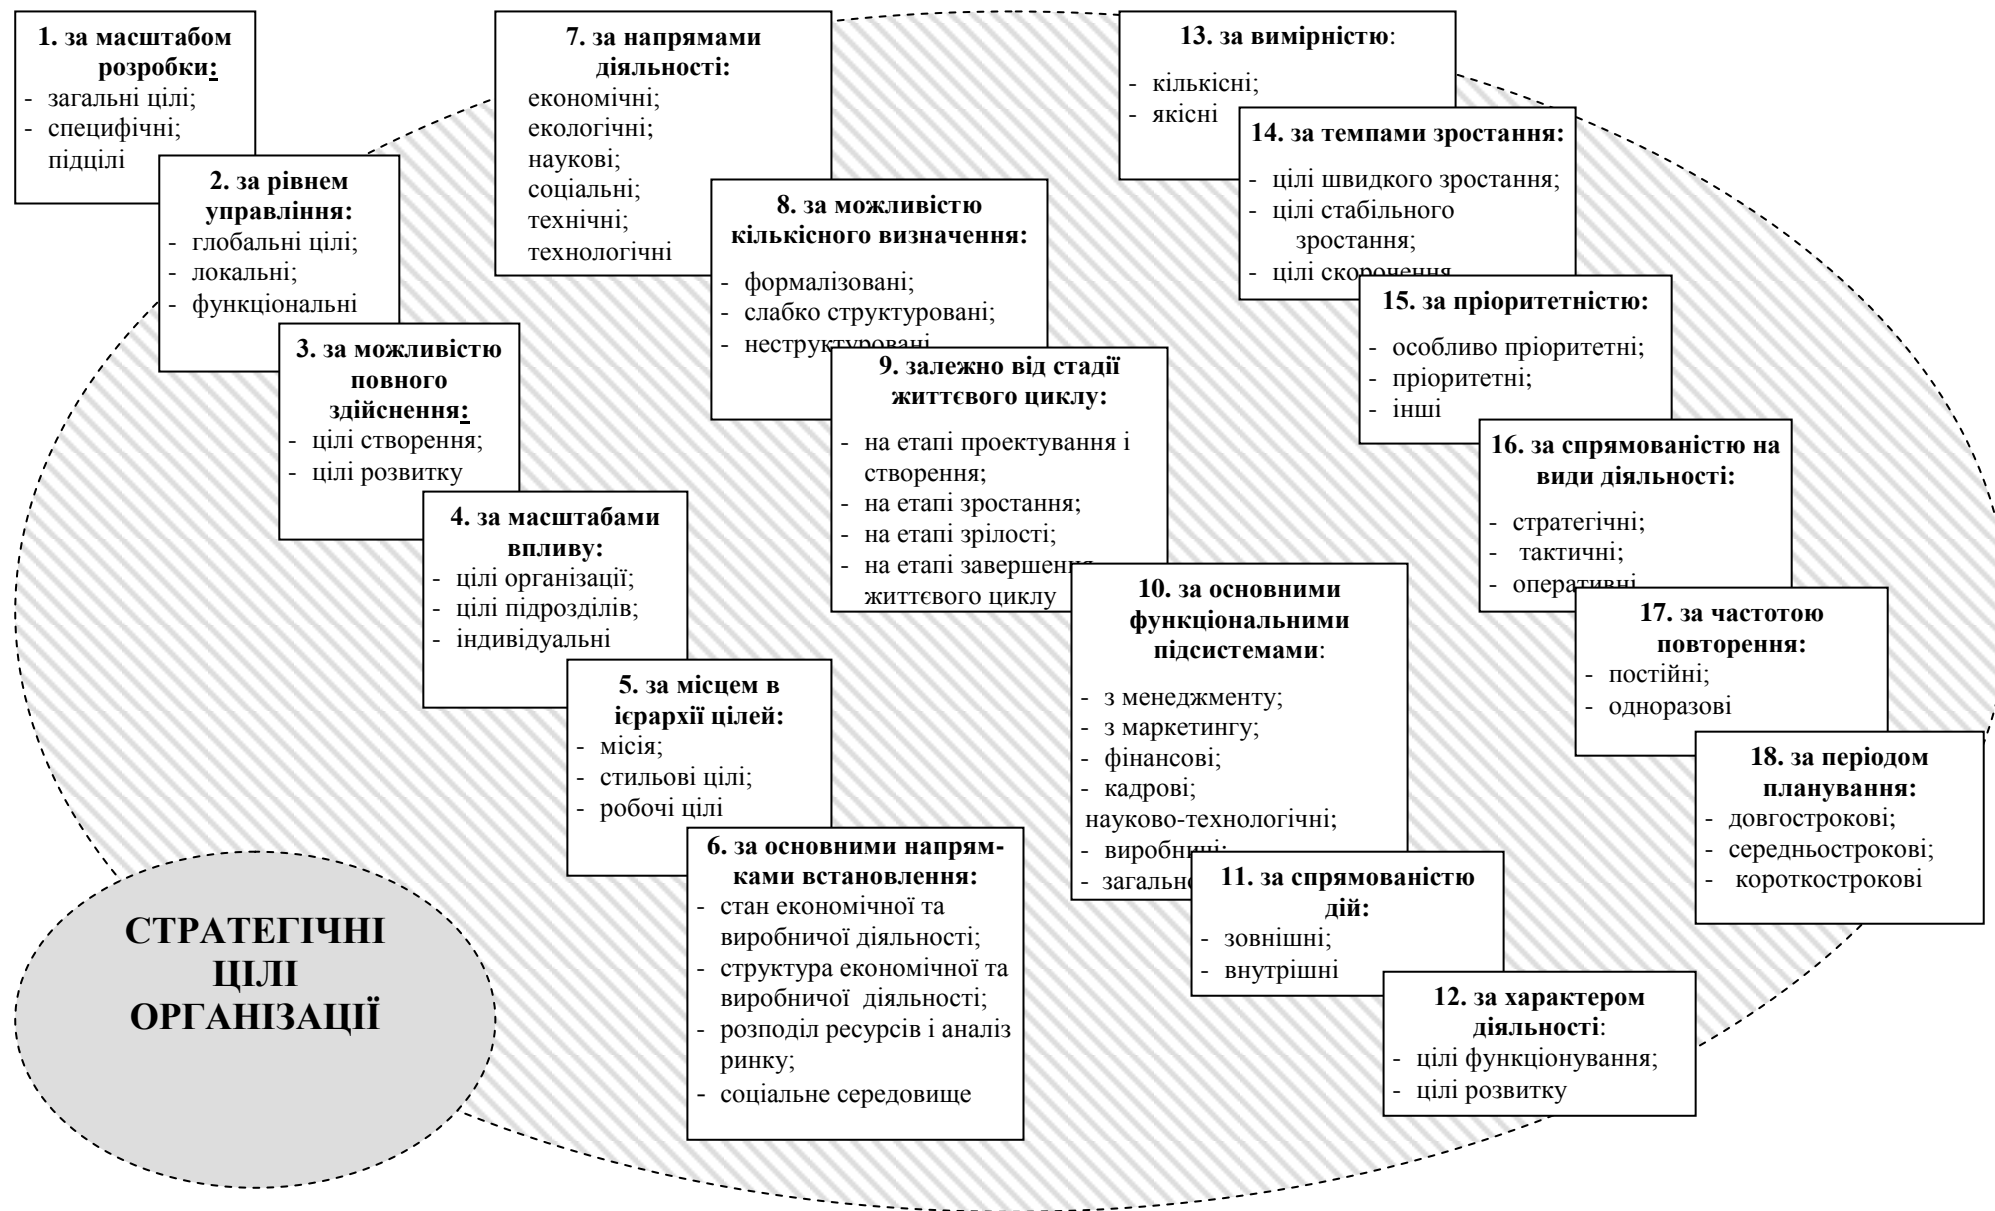 1. за масштабом
розробки:
- загальні цілі;
- специфічні;
підцілі
2. за рівнем
управління:
- глобальні цілі;
- локальні;
- функціональні
3. за можливістю
повного
здійснення:
- цілі створення;
- цілі розвитку
4. за масштабами
впливу:
- цілі організації;
- цілі підрозділів;
- індивідуальні
5. за місцем в
ієрархії цілей:
- місія;
- стильові цілі;
- робочі цілі
6. за основними напрям-
ками встановлення:
- стан економічної та
виробничої діяльності;
- структура економічної та
виробничої діяльності;
- розподіл ресурсів і аналіз
ринку;
- соціальне середовище
7. за напрямами
діяльності:
економічні;
екологічні;
наукові;
соціальні;
технічні;
технологічні
8. за можливістю
кількісного визначення:
- формалізовані;
- слабко структуровані;
- неструктуровані
9. залежно від стадії
життєвого циклу:
- на етапі проектування і
створення;
- на етапі зростання;
- на етапі зрілості;
- на етапі завершення
життєвого циклу
10. за основними
функціональними
підсистемами:
- з менеджменту;
- з маркетингу;
- фінансові;
- кадрові;
науково-технологічні;
- виробничі;
-
11. за спрямованістю
дій:
- зовнішні;
- внутрішні
12. за характером
діяльності:
- цілі функціонування;
- цілі розвитку
13. за вимірністю:
- кількісні;
- якісні
14. за темпами зростання:
- цілі швидкого зростання;
- цілі стабільного
зростання;
- цілі скорочення
15. за пріоритетністю:
- особливо пріоритетні;
- пріоритетні;
- інші
16. за спрямованістю на
види діяльності:
- стратегічні;
- тактичні;
- оперативні
17. за частотою
повторення:
- постійні;
- одноразові
18. за періодом
планування:
- довгострокові;
- середньострокові;
- короткострокові
СТРАТЕГІЧНІ
ЦІЛІ
ОРГАНІЗАЦІЇ